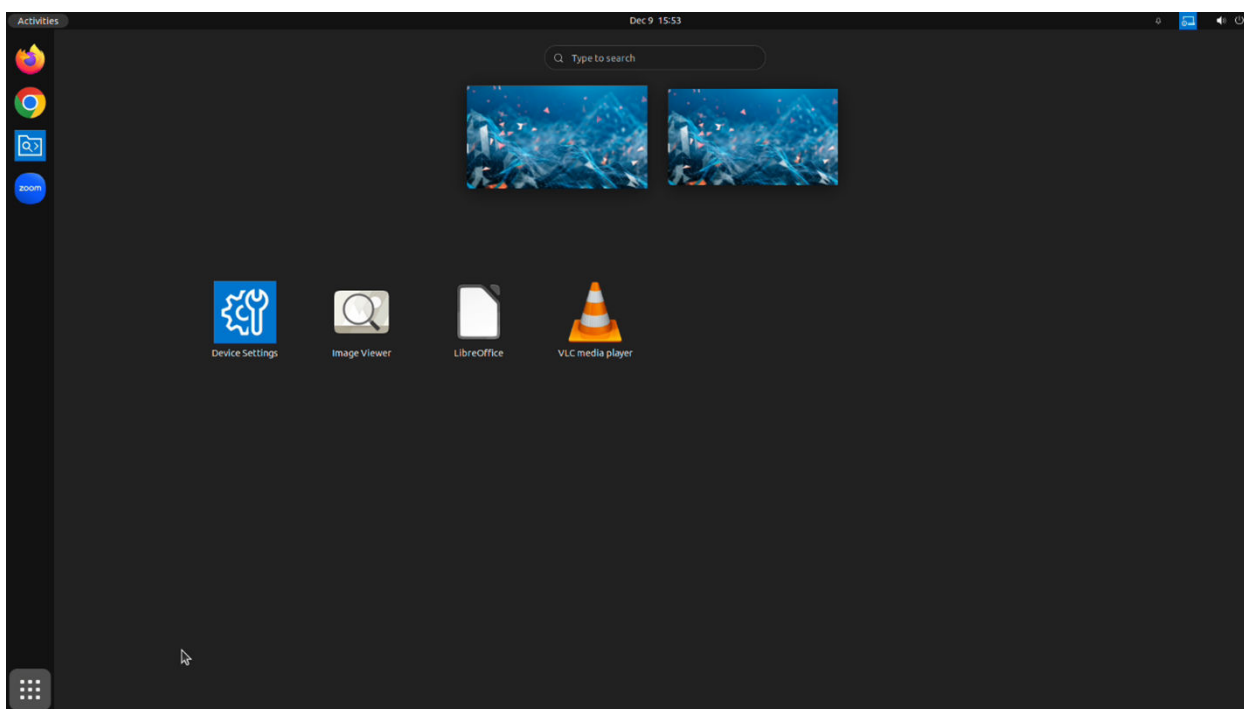 Activities
Dec 9 15:53
Type to search
zoom
Device Settings
Image Viewer
LibreOffice
VLC media player